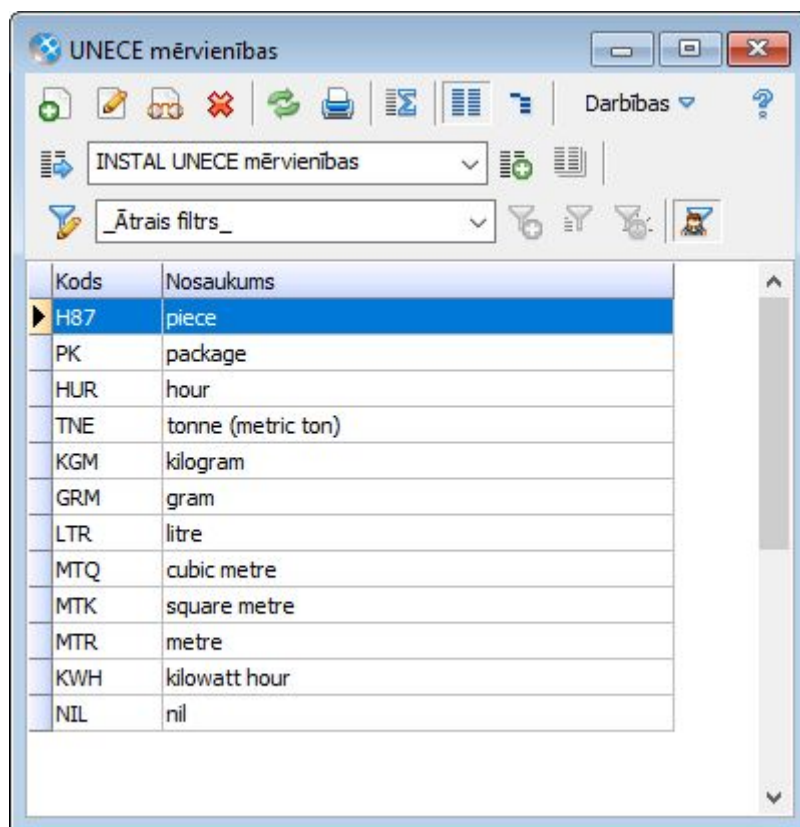 UNECE mērvienības
Darbības
INSTAL UNECE mērvienības
_Ātrais filtrs_
Kods Nosaukums
H87 piece
PK package
HUR hour
TNE tonne (metric ton)
KGM kilogram
GRM gram
LTR litre
MTQ cubic metre
MTK square metre
MTR metre
KWH kilowatt hour
NIL nil